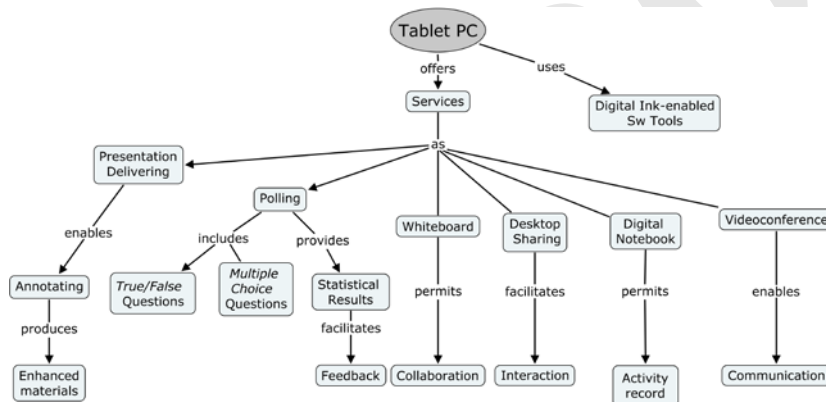 Tablet PC
offers
uses
Services
Digital Ink-enabled
Sw Tools
as
Presentation
Delivering
Polling
Whiteboard
Desktop
Sharing
Digital
Notebook
Videoconference
enables
includes
provides
Annotating
True/False
Questions
Multiple
Choice
Questions
Statistical
Results
permits
facilitates
permits
enables
produces
facilitates
Enhanced
materials
Feedback
Collaboration
Interaction
Activity
record
Communication